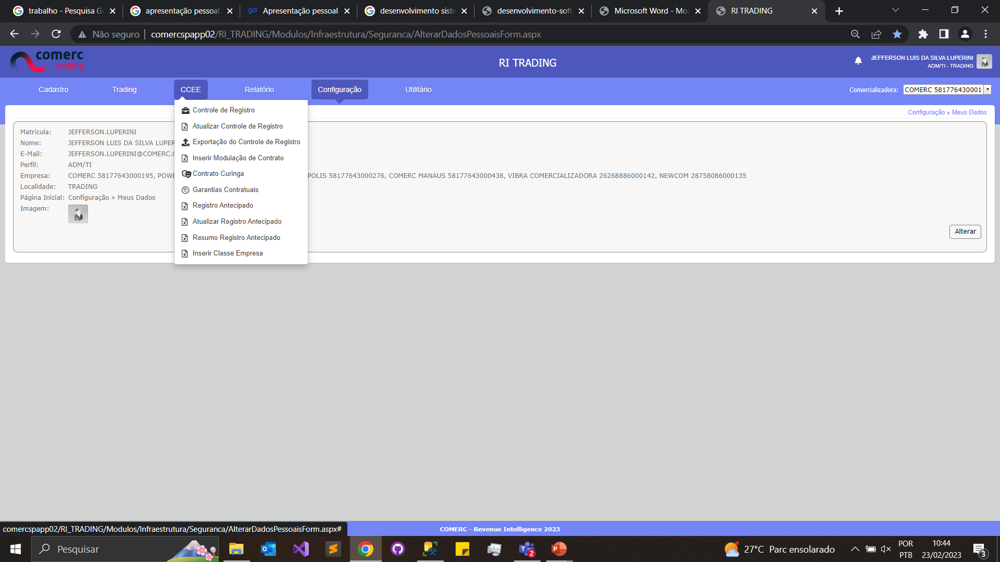 trabalho - Pesquisa G
apresentação pessoal
Apresentação pessoal
desenvolvimento siste
desenvolvimento-soft
Microsoft Word - Mo
RI TRADING
Não seguro
comercspapp02/RI_TRADING/Modulos/Infraestrutura/Seguranca/AlterarDadosPessoaisForm.aspx
comerc
trading
RI TRADING
JEFFERSON LUIS DA SILVA LUPERINI
ADM/TI - TRADING
Cadastro
Trading
CCEE
Relatório
Configuração
Utilitário
Comercializadora:
COMERC 581776430001
Configuração » Meus Dados
Controle de Registro
Atualizar Controle de Registro
Exportação do Controle de Registro
Inserir Modulação de Contrato
Contrato Curinga
Garantias Contratuais
Registro Antecipado
Atualizar Registro Antecipado
Resumo Registro Antecipado
Inserir Classe Empresa
Matrícula: JEFFERSON.LUPERINI
Nome: JEFFERSON LUIS DA SILVA LUPER
E-Mail: JEFFERSON.LUPERINI@COMERC.
Perfil: ADM/TI
Empresa: COMERC 58177643000195, POWE POLIS 58177643000276, COMERC MANAUS 58177643000438, VIBRA COMERCIALIZADORA 26268886000142, NEWCOM 28758086000135
Localidade: TRADING
Página Inicial: Configuração » Meus Dados
Imagem:
Alterar
comercspapp02/RI_TRADING/Modulos/Infraestrutura/Seguranca/AlterarDadosPessoaisForm.aspx#
COMERC - Revenue Intelligence 2023
Pesquisar
2
27°C Parc ensolarado
POR
PTB
10:44
23/02/2023
3